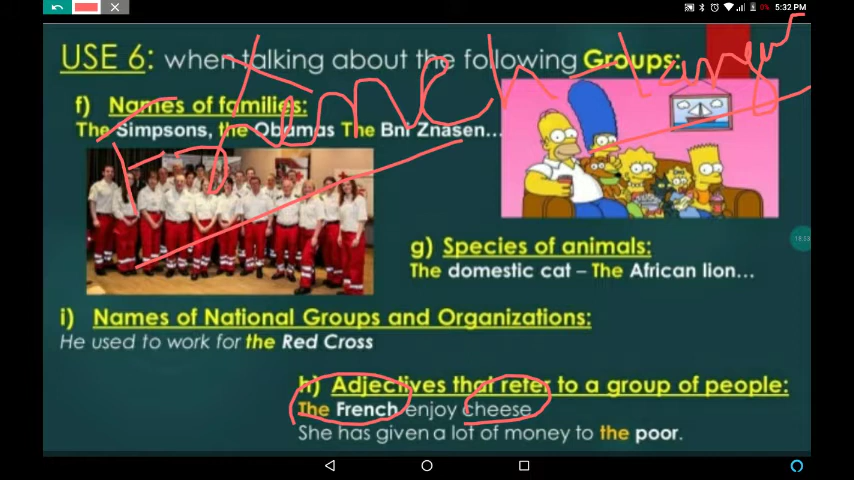 5:32 PM
USE 6: when talking about the following Groups:
f) Names of families:
The Simpsons, the Obamas The Bni Znasen...
g) Species of animals:
The domestic cat – The African lion...
18:53
i) Names of National Groups and Organizations:
He used to work for the Red Cross
h) Adjectives that refer to a group of people:
The French enjoy cheese
She has given a lot of money to the poor.